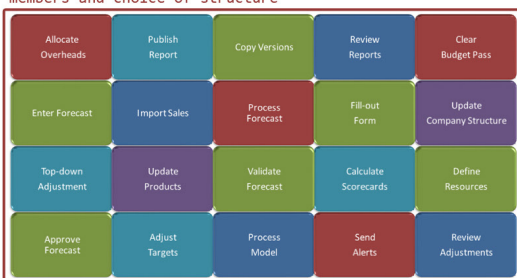 members and choice of structure
Allocate
Overheads
Publish
Report
Copy Versions
Review
Reports
Clear
Budget Pass
Enter Forecast
Import Sales
Process
Forecast
Fill-out
Form
Update
Company Structure
Top-down
Adjustment
Update
Products
Validate
Forecast
Calculate
Scorecards
Define
Resources
Approve
Forecast
Adjust
Targets
Process
Model
Send
Alerts
Review
Adjustments